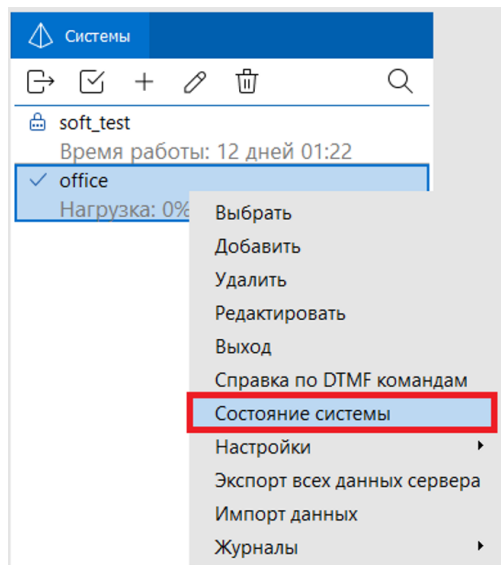 Системы
soft_test
Время работы: 12 дней 01:22
office
Нагрузка: 0%
Выбрать
Добавить
Удалить
Редактировать
Выход
Справка по DTMF командам
Состояние системы
Настройки
Экспорт всех данных сервера
Импорт данных
Журналы